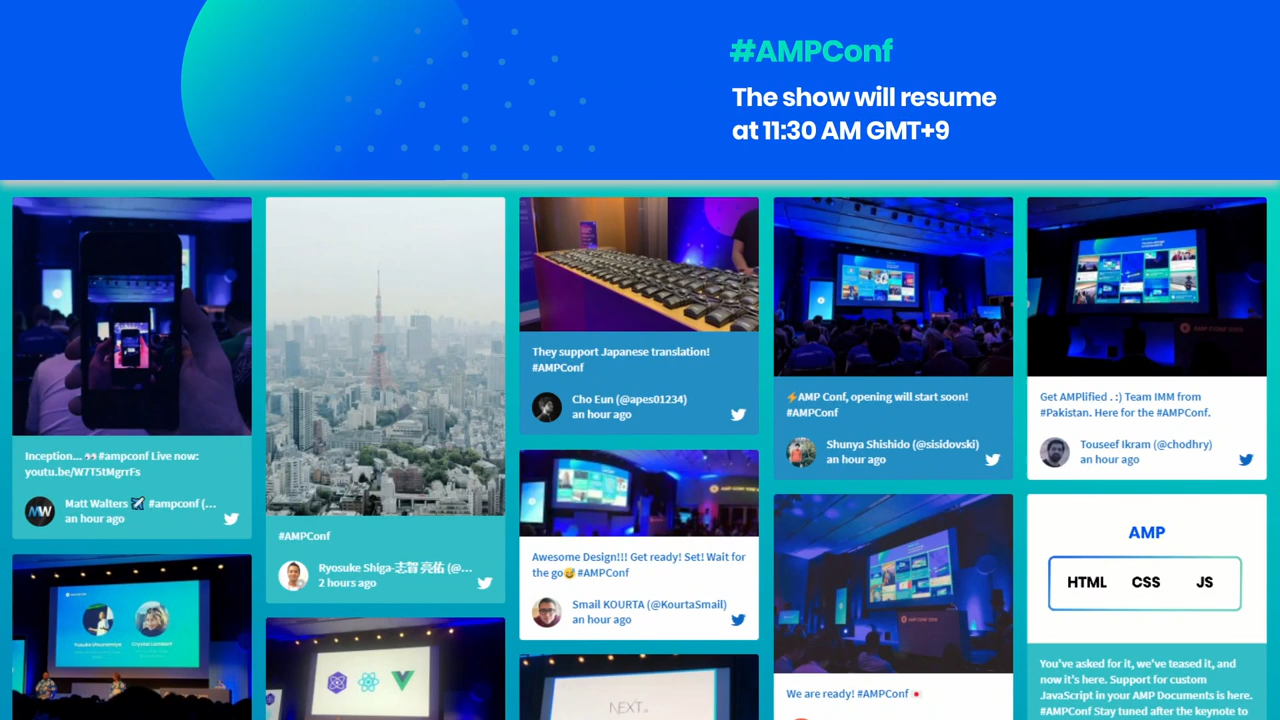 #AMPConf
The show will resume
at 11:30 AM GMT+9
Inception... 👀 #ampconf Live now:
youtu.be/W7T5tMgrrFs
Matt Walters ✈️ #ampconf (...
an hour ago
#AMPConf
Ryosuke Shiga-志賀 亮佑 (@...
2 hours ago
They support Japanese translation!
#AMPConf
Cho Eun (@apes01234)
an hour ago
Awesome Design!!! Get ready! Set! Wait for
the go😅 #AMPConf
Smail KOURTA (@KourtaSmail)
an hour ago
NEXT.js
⚡AMP Conf, opening will start soon!
#AMPConf
Shunya Shishido (@sisidovski)
an hour ago
We are ready! #AMPConf 🇯🇵
Get AMPlified . :) Team IMM from
#Pakistan. Here for the #AMPConf.
Touseef Ikram (@chodhry)
an hour ago
AMP
HTML CSS JS
You've asked for it, we've teased it, and
now it's here. Support for custom
JavaScript in your AMP Documents is here.
#AMPConf Stay tuned after the keynote to